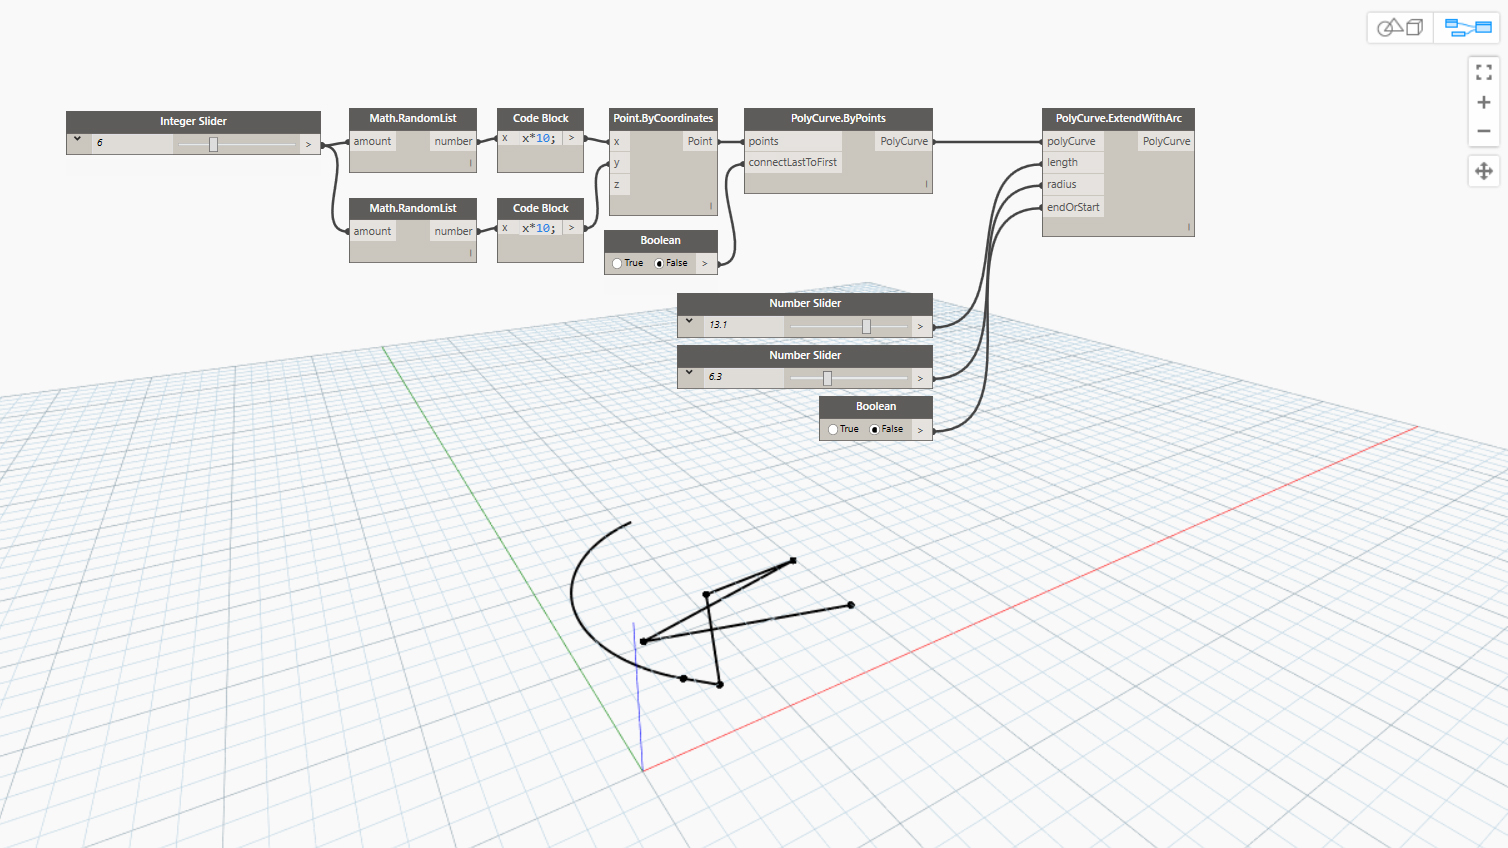 Integer Slider
6 >
Math.RandomList
amount number
Code Block
x x*10; >
Point.ByCoordinates
x Point
y
z
PolyCurve.ByPoints
points PolyCurve
connectLastToFirst
PolyCurve.ExtendWithArc
polyCurve PolyCurve
length
radius
endOrStart
Math.RandomList
amount number
Code Block
x x*10; >
Boolean
True False >
Number Slider
13.1 >
Number Slider
6.3 >
Boolean
True False >